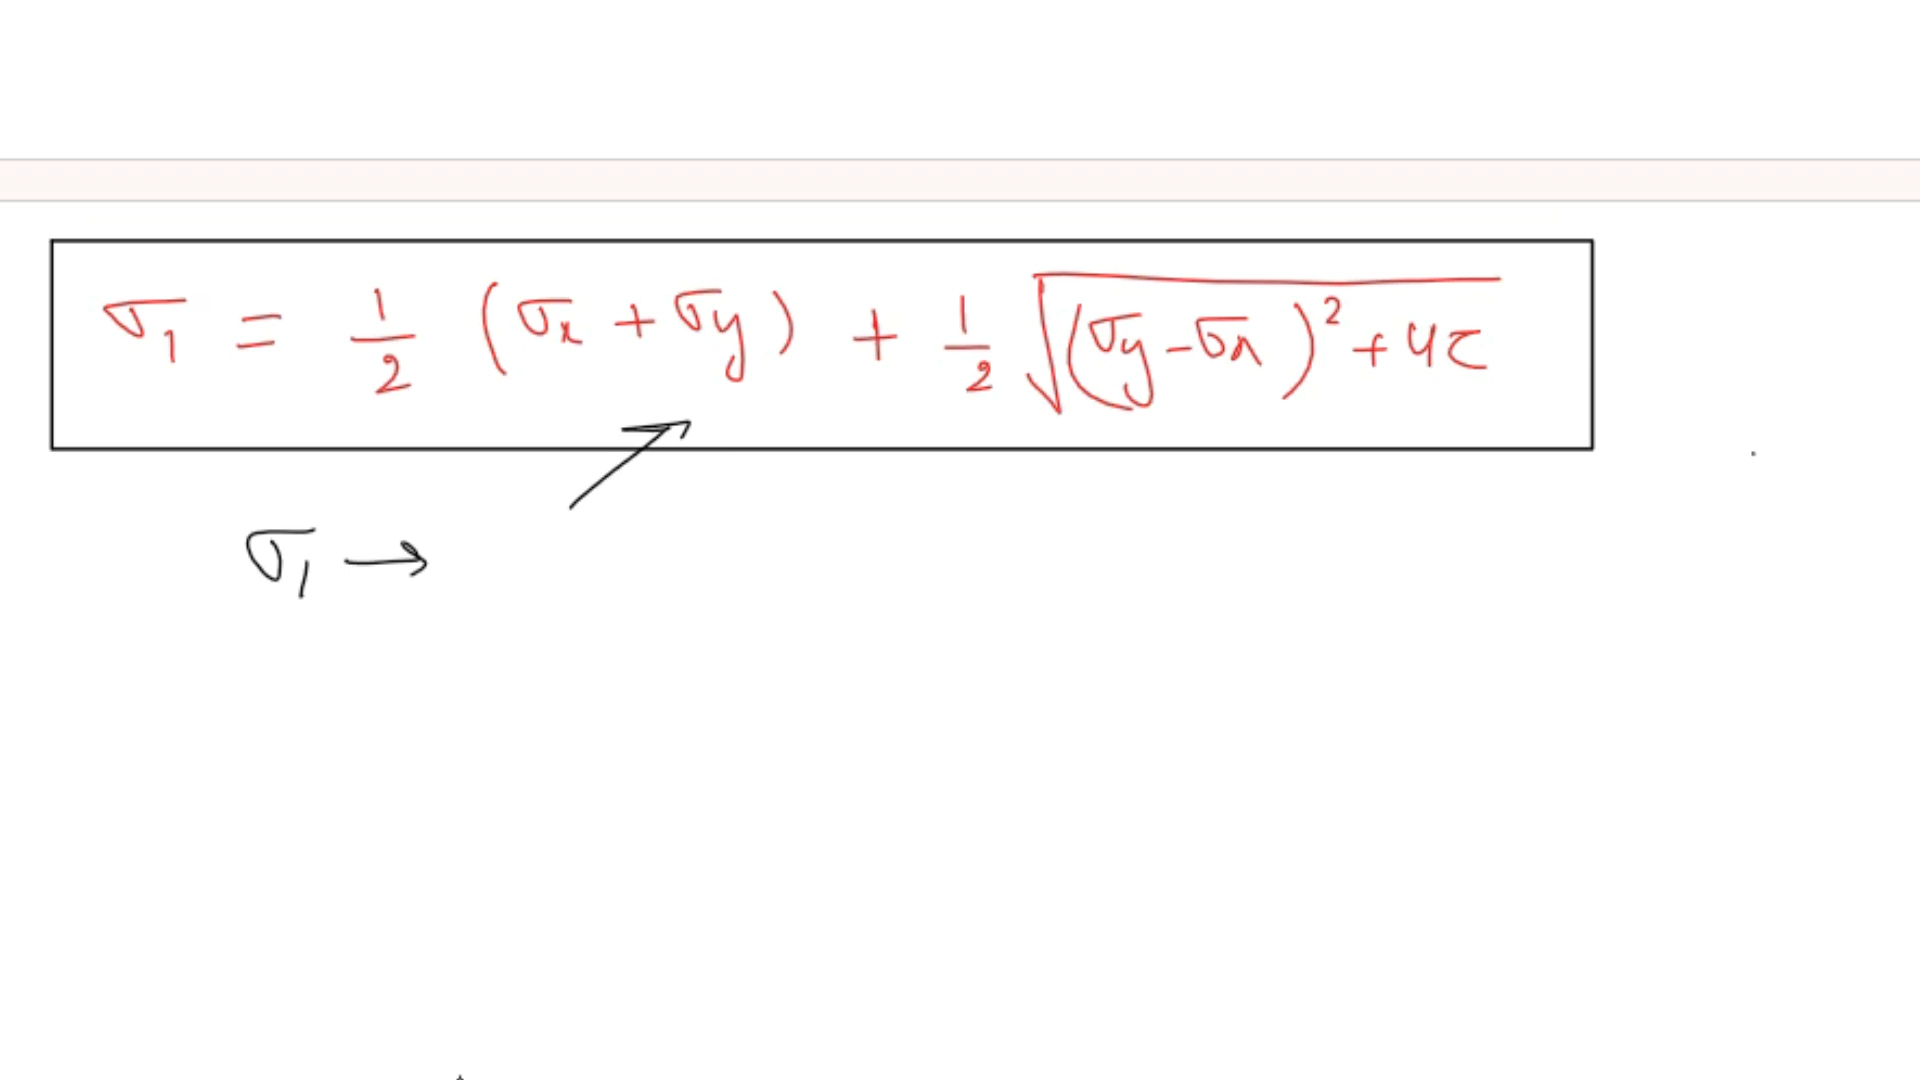 σ₁ = 1/2 (σx + σy) + 1/2 √((σy - σx)² + 4τ
σ₁ →